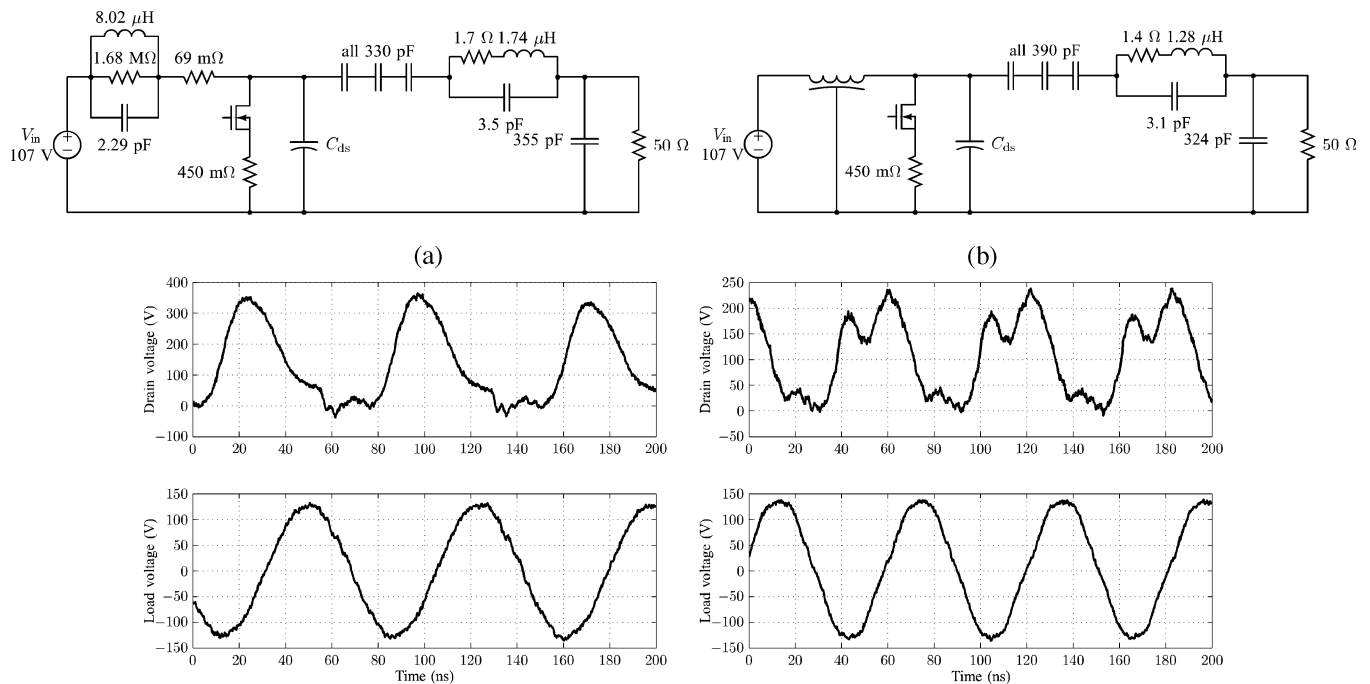 8.02 μH
1.68 MΩ
69 mΩ
2.29 pF
V_in
107 V
+
−
450 mΩ
C_ds
all 330 pF
1.7 Ω 1.74 μH
3.5 pF
355 pF
50 Ω
V_in
107 V
+
−
450 mΩ
C_ds
all 390 pF
1.4 Ω 1.28 μH
3.1 pF
324 pF
50 Ω
(a)
(b)
Drain voltage (V)
400
300
200
100
0
−100
0 20 40 60 80 100 120 140 160 180 200
Drain voltage (V)
250
200
150
100
50
0
−50
0 20 40 60 80 100 120 140 160 180 200
Load voltage (V)
150
100
50
0
−50
−100
−150
0 20 40 60 80 100 120 140 160 180 200
Time (ns)
Load voltage (V)
150
100
50
0
−50
−100
−150
0 20 40 60 80 100 120 140 160 180 200
Time (ns)